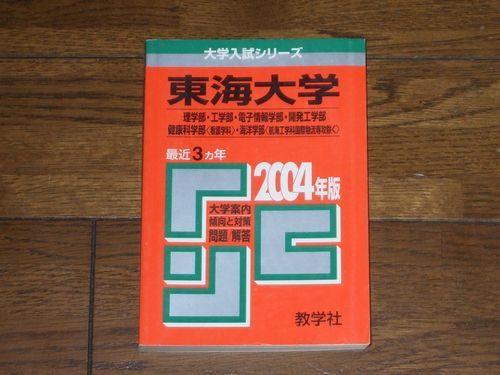 大学入試シリーズ
東海大学
理学部・工学部・電子情報学部・開発工学部
健康科学部〈看護学科〉・海洋学部〈航海工学科国際物流専攻除く〉
最近3ヵ年
2004年版
大学案内
傾向と対策
問題/解答
教学社